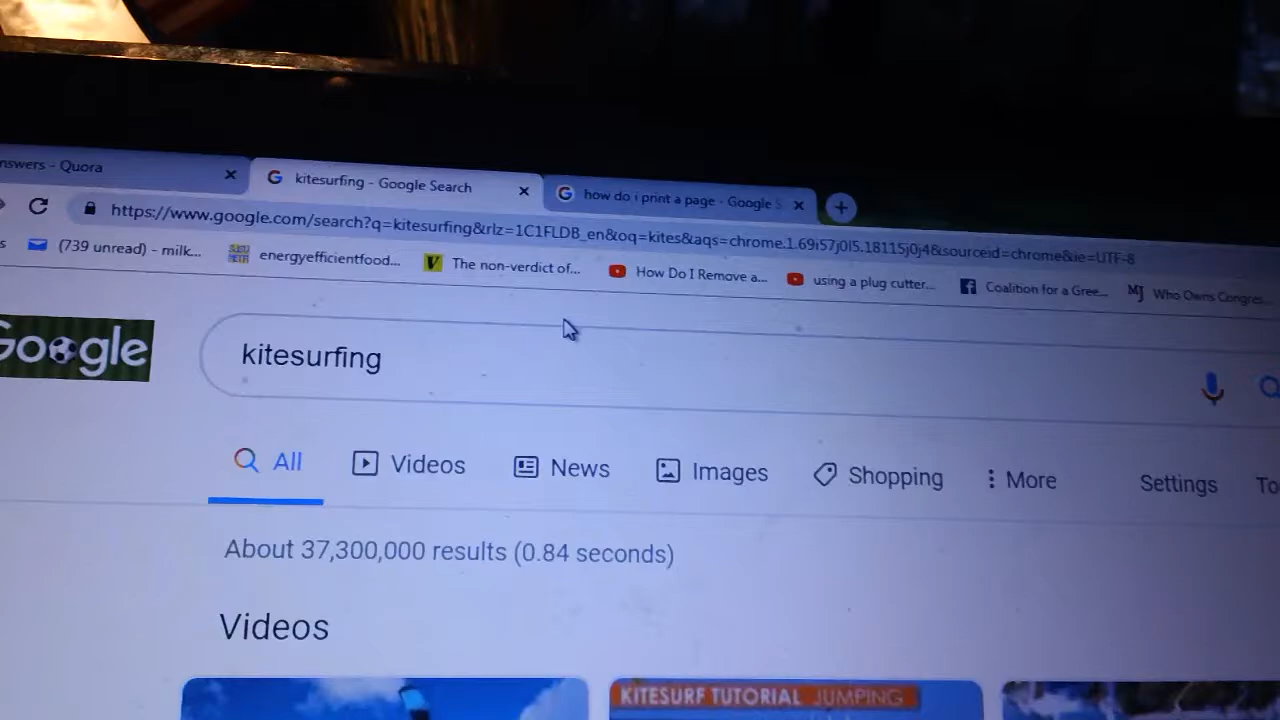 nswers - Quora
kitesurfing - Google Search
how do i print a page - Google S
https://www.google.com/search?q=kitesurfing&rlz=1C1FLDB_en&oq=kites&aqs=chrome.1.69i57j0l5.18115j0j4&sourceid=chrome&ie=UTF-8
s (739 unread) - milk... energyefficientfood... The non-verdict of... How Do I Remove a... using a plug cutter... Coalition for a Gree... MJ Who Owns Congres...
Google kitesurfing
All Videos News Images Shopping More Settings To
About 37,300,000 results (0.84 seconds)
Videos
KITESURF TUTORIAL JUMPING